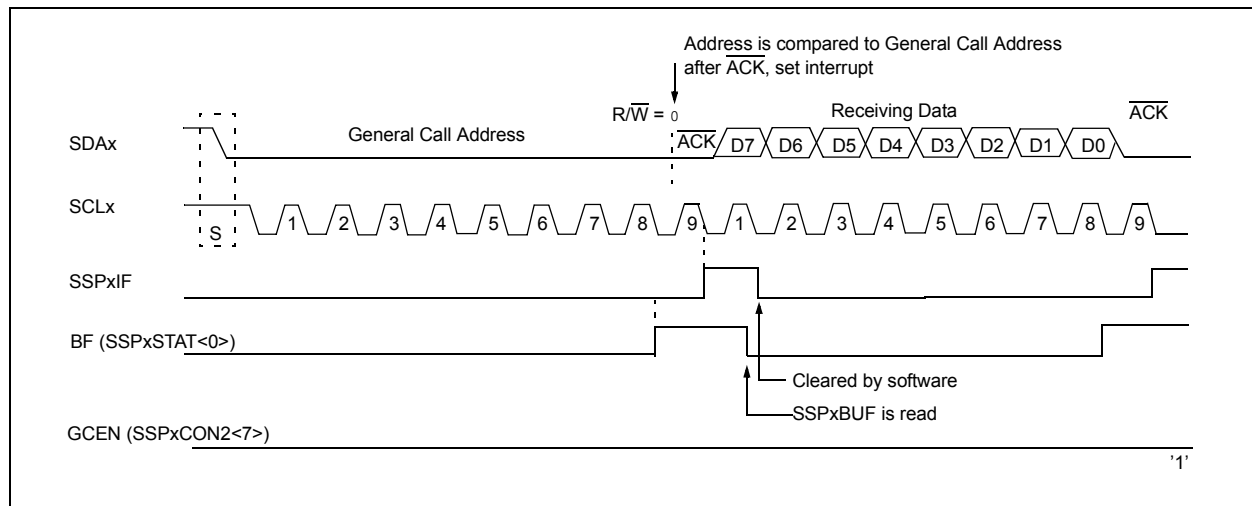 Address is compared to General Call Address
after ACK, set interrupt
R/W = 0
Receiving Data
ACK
General Call Address
ACK
SDAx
D7 D6 D5 D4 D3 D2 D1 D0
SCLx
S
1 2 3 4 5 6 7 8 9 1 2 3 4 5 6 7 8 9
SSPxIF
BF (SSPxSTAT<0>)
Cleared by software
SSPxBUF is read
GCEN (SSPxCON2<7>)
'1'